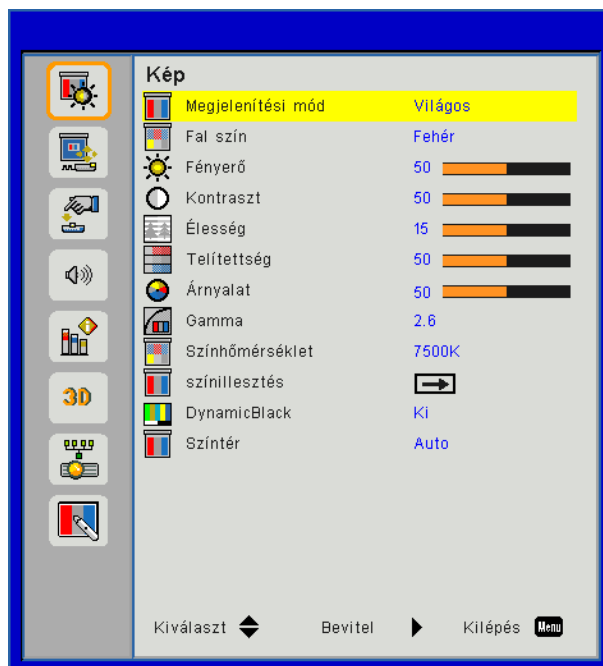 Kép
Megjelenítési mód Világos
Fal szín Fehér
Fényerő 50
Kontraszt 50
Élesség 15
Telítettség 50
Árnyalat 50
Gamma 2.6
Színhőmérséklet 7500K
színillesztés
DynamicBlack Ki
3D
Színtér Auto
Kiválaszt Bevitel Kilépés Menu